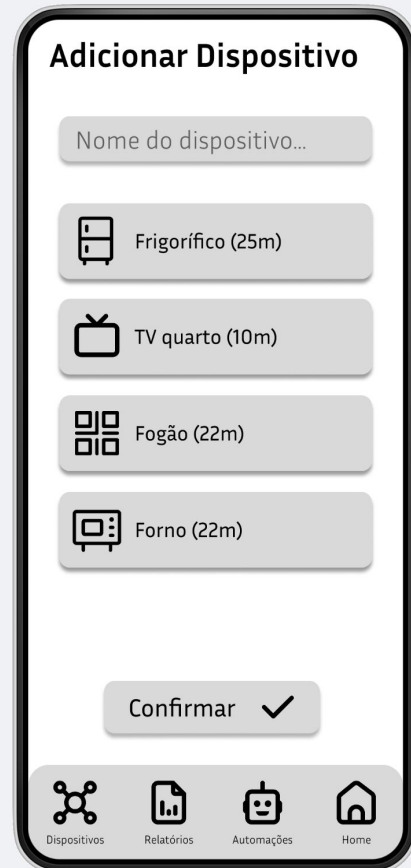 Adicionar Dispositivo
Nome do dispositivo...
Frigorífico (25m)
TV quarto (10m)
Fogão (22m)
Forno (22m)
Confirmar
Dispositivos Relatórios Automações Home